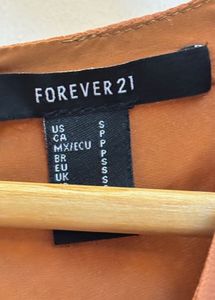 FOREVER 21
US S
CA P
MX/ECU P
BR P
EU S
UK S